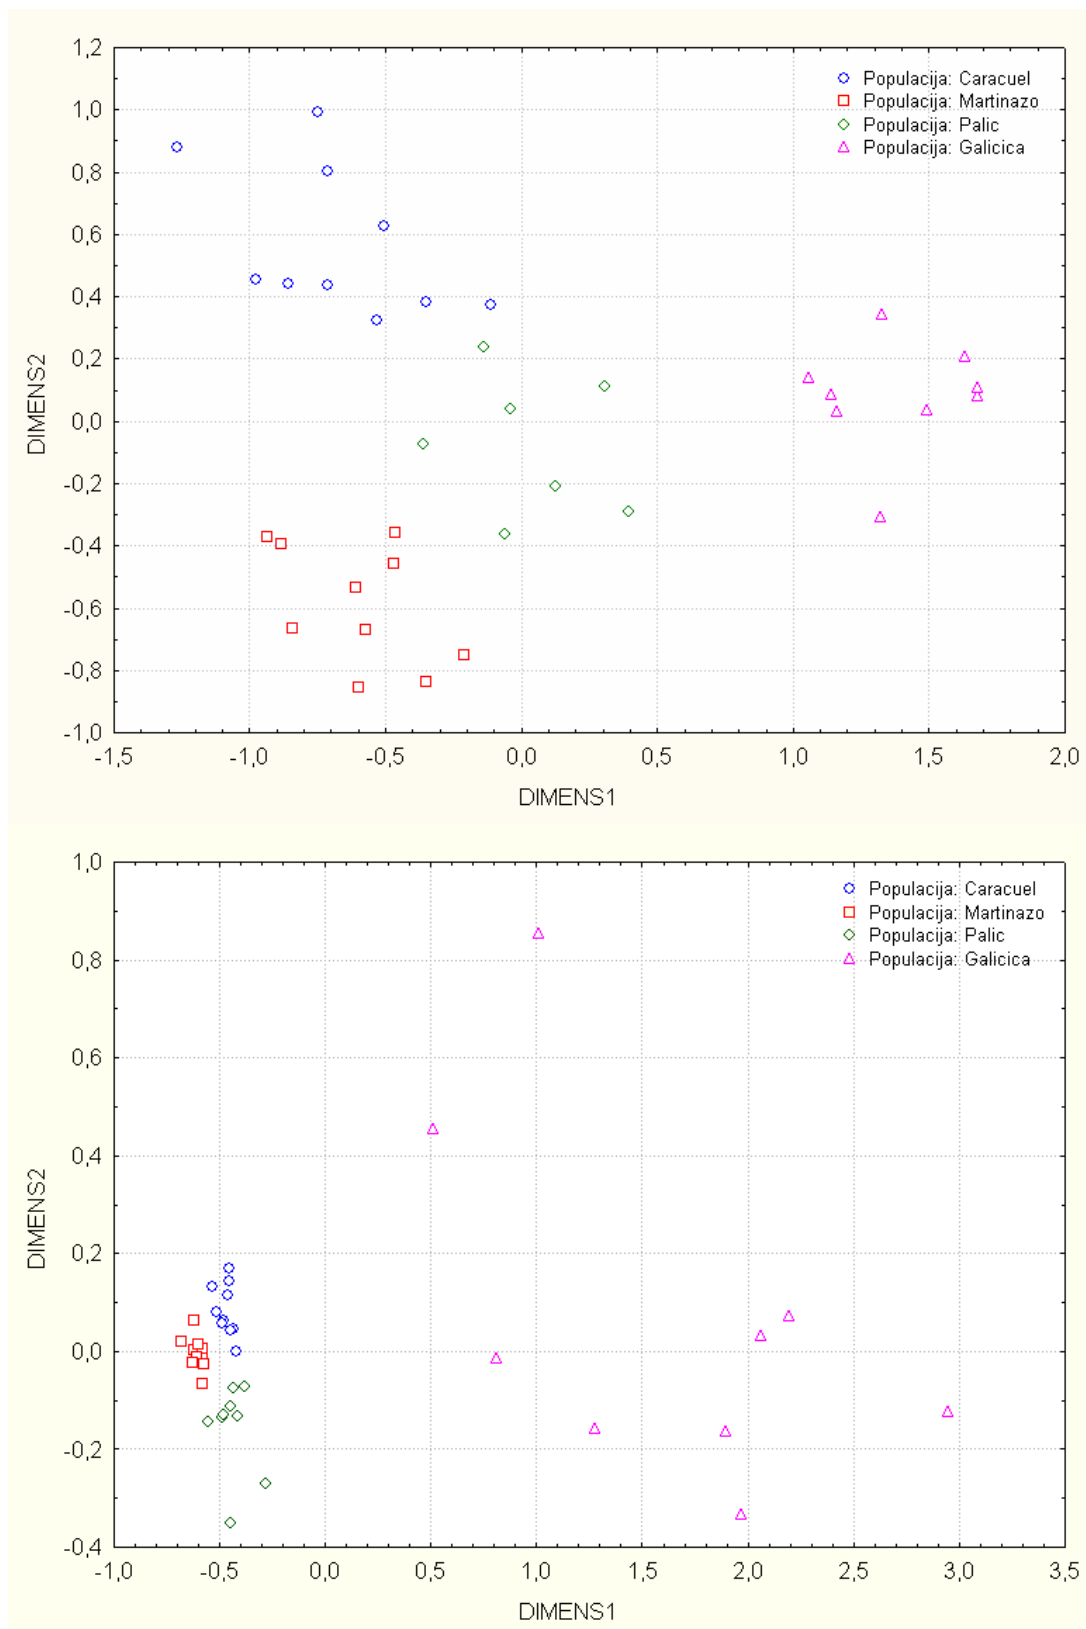 1,2
1,0
0,8
0,6
0,4
0,2
0,0
-0,2
-0,4
-0,6
-0,8
-1,0
DIMENS2
Populacija: Caracuel
Populacija: Martinazo
Populacija: Palic
Populacija: Galicica
-1,5 -1,0 -0,5 0,0 0,5 1,0 1,5 2,0
DIMENS1
1,0
0,8
0,6
0,4
0,2
0,0
-0,2
-0,4
DIMENS2
Populacija: Caracuel
Populacija: Martinazo
Populacija: Palic
Populacija: Galicica
-1,0 -0,5 0,0 0,5 1,0 1,5 2,0 2,5 3,0 3,5
DIMENS1